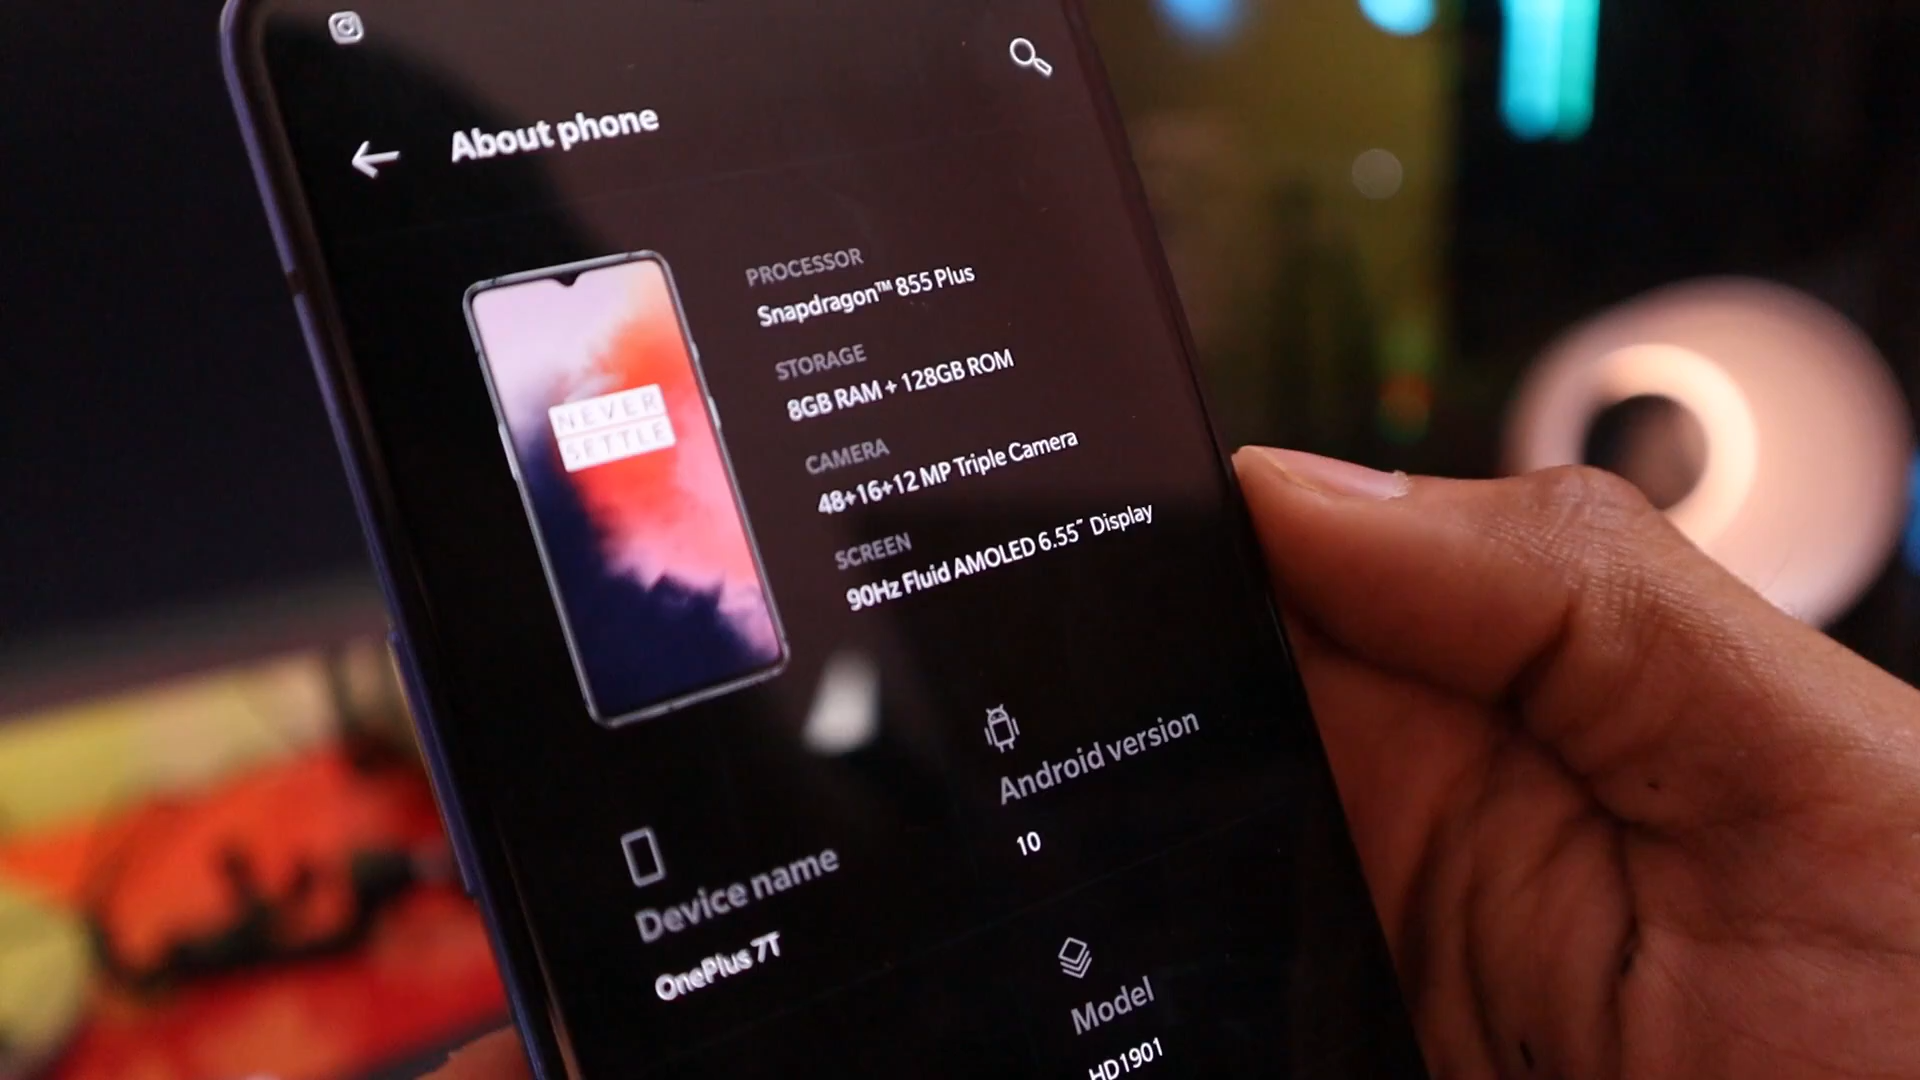 About phone
NEVER
SETTLE
PROCESSOR
Snapdragon™ 855 Plus
STORAGE
8GB RAM + 128GB ROM
CAMERA
48+16+12 MP Triple Camera
SCREEN
90Hz Fluid AMOLED 6.55″ Display
Android version
10
Device name
OnePlus 7T
Model
HD1901